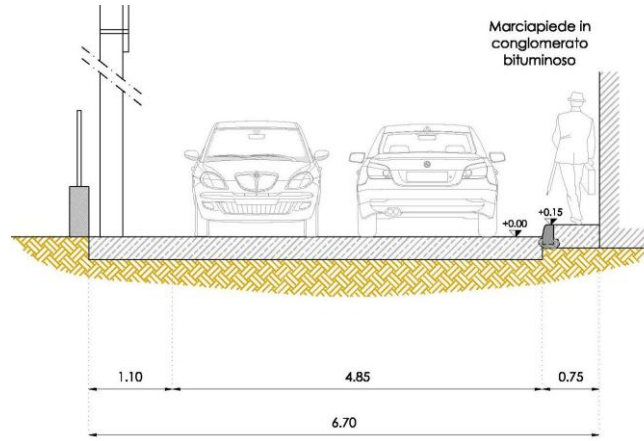 Marciapiede in
conglomerato
bituminoso
+0.00
+0.15
1.10
4.85
0.75
6.70